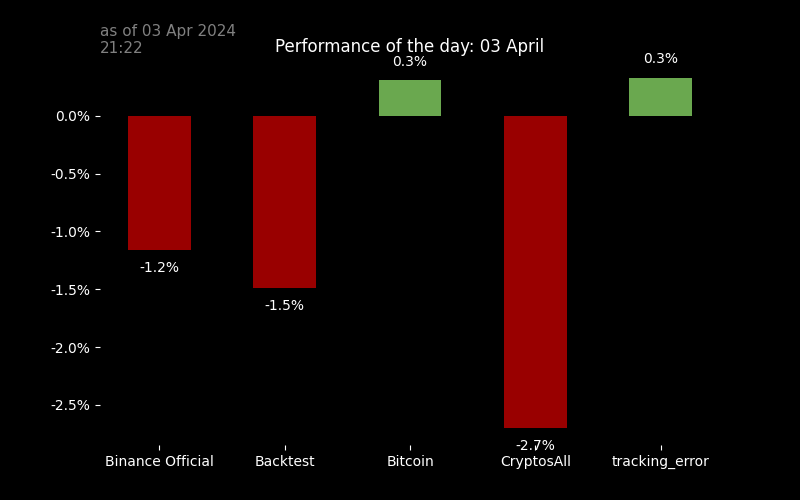 as of 03 Apr 2024
21:22
Performance of the day: 03 April
0.3%
0.3%
0.0%
-0.5%
-1.0%
-1.2%
-1.5%
-1.5%
-2.0%
-2.5%
-2.7%
Binance Official
Backtest
Bitcoin
CryptosAll
tracking_error